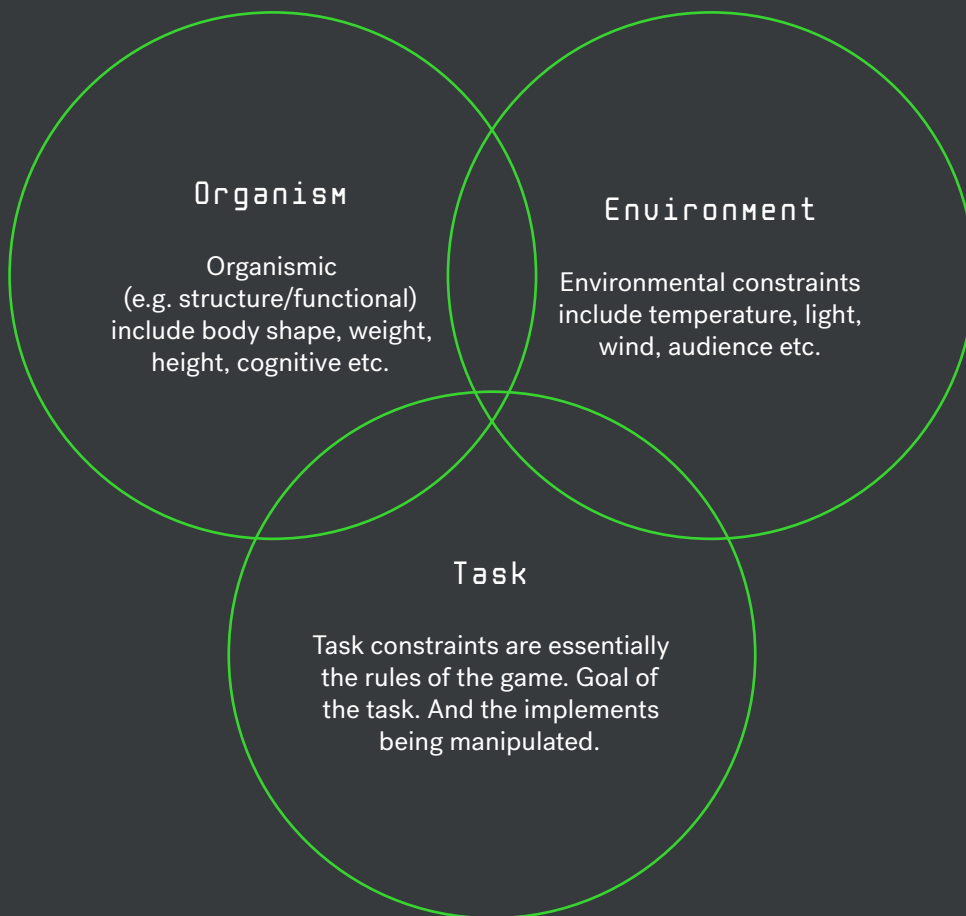 Organism
Organismic
(e.g. structure/functional)
include body shape, weight,
height, cognitive etc.
Environment
Environmental constraints
include temperature, light,
wind, audience etc.
Task
Task constraints are essentially
the rules of the game. Goal of
the task. And the implements
being manipulated.